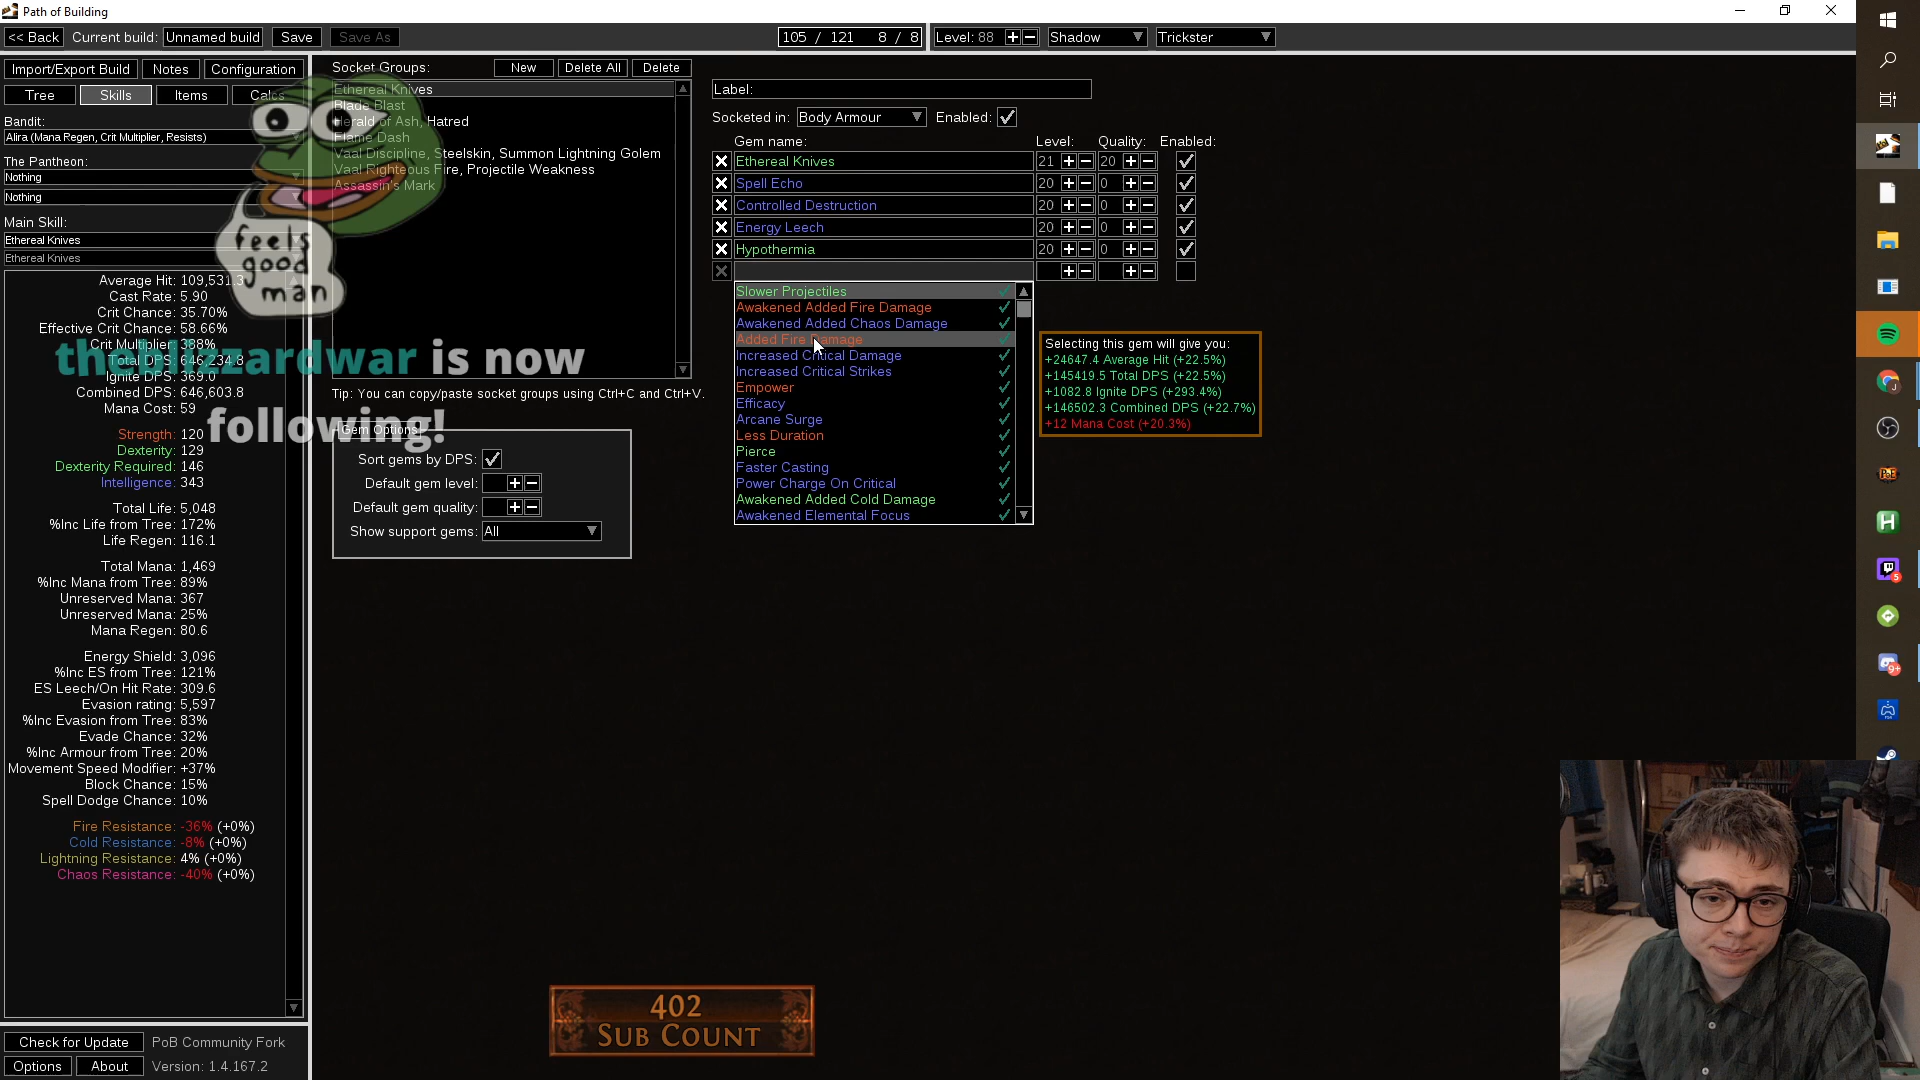 Path of Building
<< Back
Current build: Unnamed build
Save
Save As
105 / 121 8 / 8
Level: 88
Shadow
Trickster
Import/Export Build
Notes
Configuration
Tree
Skills
Items
Calcs
Bandit:
Alira (Mana Regen, Crit Multiplier, Resists)
The Pantheon:
Nothing
Nothing
Main Skill:
Ethereal Knives
Ethereal Knives
Average Hit: 109,531.3
Cast Rate: 5.90
Crit Chance: 35.70%
Effective Crit Chance: 58.66%
Crit Multiplier: 388%
Total DPS: 646,234.8
Ignite DPS: 369.0
Combined DPS: 646,603.8
Mana Cost: 59
Strength: 120
Dexterity: 129
Dexterity Required: 146
Intelligence: 343
Total Life: 5,048
%Inc Life from Tree: 172%
Life Regen: 116.1
Total Mana: 1,469
%Inc Mana from Tree: 89%
Unreserved Mana: 367
Unreserved Mana: 25%
Mana Regen: 80.6
Energy Shield: 3,096
%Inc ES from Tree: 121%
ES Leech/On Hit Rate: 309.6
Evasion rating: 5,597
%Inc Evasion from Tree: 83%
Evade Chance: 32%
%Inc Armour from Tree: 20%
Movement Speed Modifier: +37%
Block Chance: 15%
Spell Dodge Chance: 10%
Fire Resistance: -36% (+0%)
Cold Resistance: -8% (+0%)
Lightning Resistance: 4% (+0%)
Chaos Resistance: -40% (+0%)
Check for Update
PoB Community Fork
Options
About
Version: 1.4.167.2
feels
good
man
theblizzardwar is now
following!
Socket Groups:
New
Delete All
Delete
Ethereal Knives
Blade Blast
Herald of Ash, Hatred
Flame Dash
Vaal Discipline, Steelskin, Summon Lightning Golem
Vaal Righteous Fire, Projectile Weakness
Assassin's Mark
Tip: You can copy/paste socket groups using Ctrl+C and Ctrl+V.
Gem Options
Sort gems by DPS:
Default gem level:
Default gem quality:
Show support gems: All
Label:
Socketed in: Body Armour
Enabled:
Gem name:
Level:
Quality:
Enabled:
Ethereal Knives 21 20
Spell Echo 20 0
Controlled Destruction 20 0
Energy Leech 20 0
Hypothermia 20 0
Slower Projectiles
Awakened Added Fire Damage
Awakened Added Chaos Damage
Added Fire Damage
Increased Critical Damage
Increased Critical Strikes
Empower
Efficacy
Arcane Surge
Less Duration
Pierce
Faster Casting
Power Charge On Critical
Awakened Added Cold Damage
Awakened Elemental Focus
Selecting this gem will give you:
+24647.4 Average Hit (+22.5%)
+145419.5 Total DPS (+22.5%)
+1082.8 Ignite DPS (+293.4%)
+146502.3 Combined DPS (+22.7%)
+12 Mana Cost (+20.3%)
402
SUB COUNT